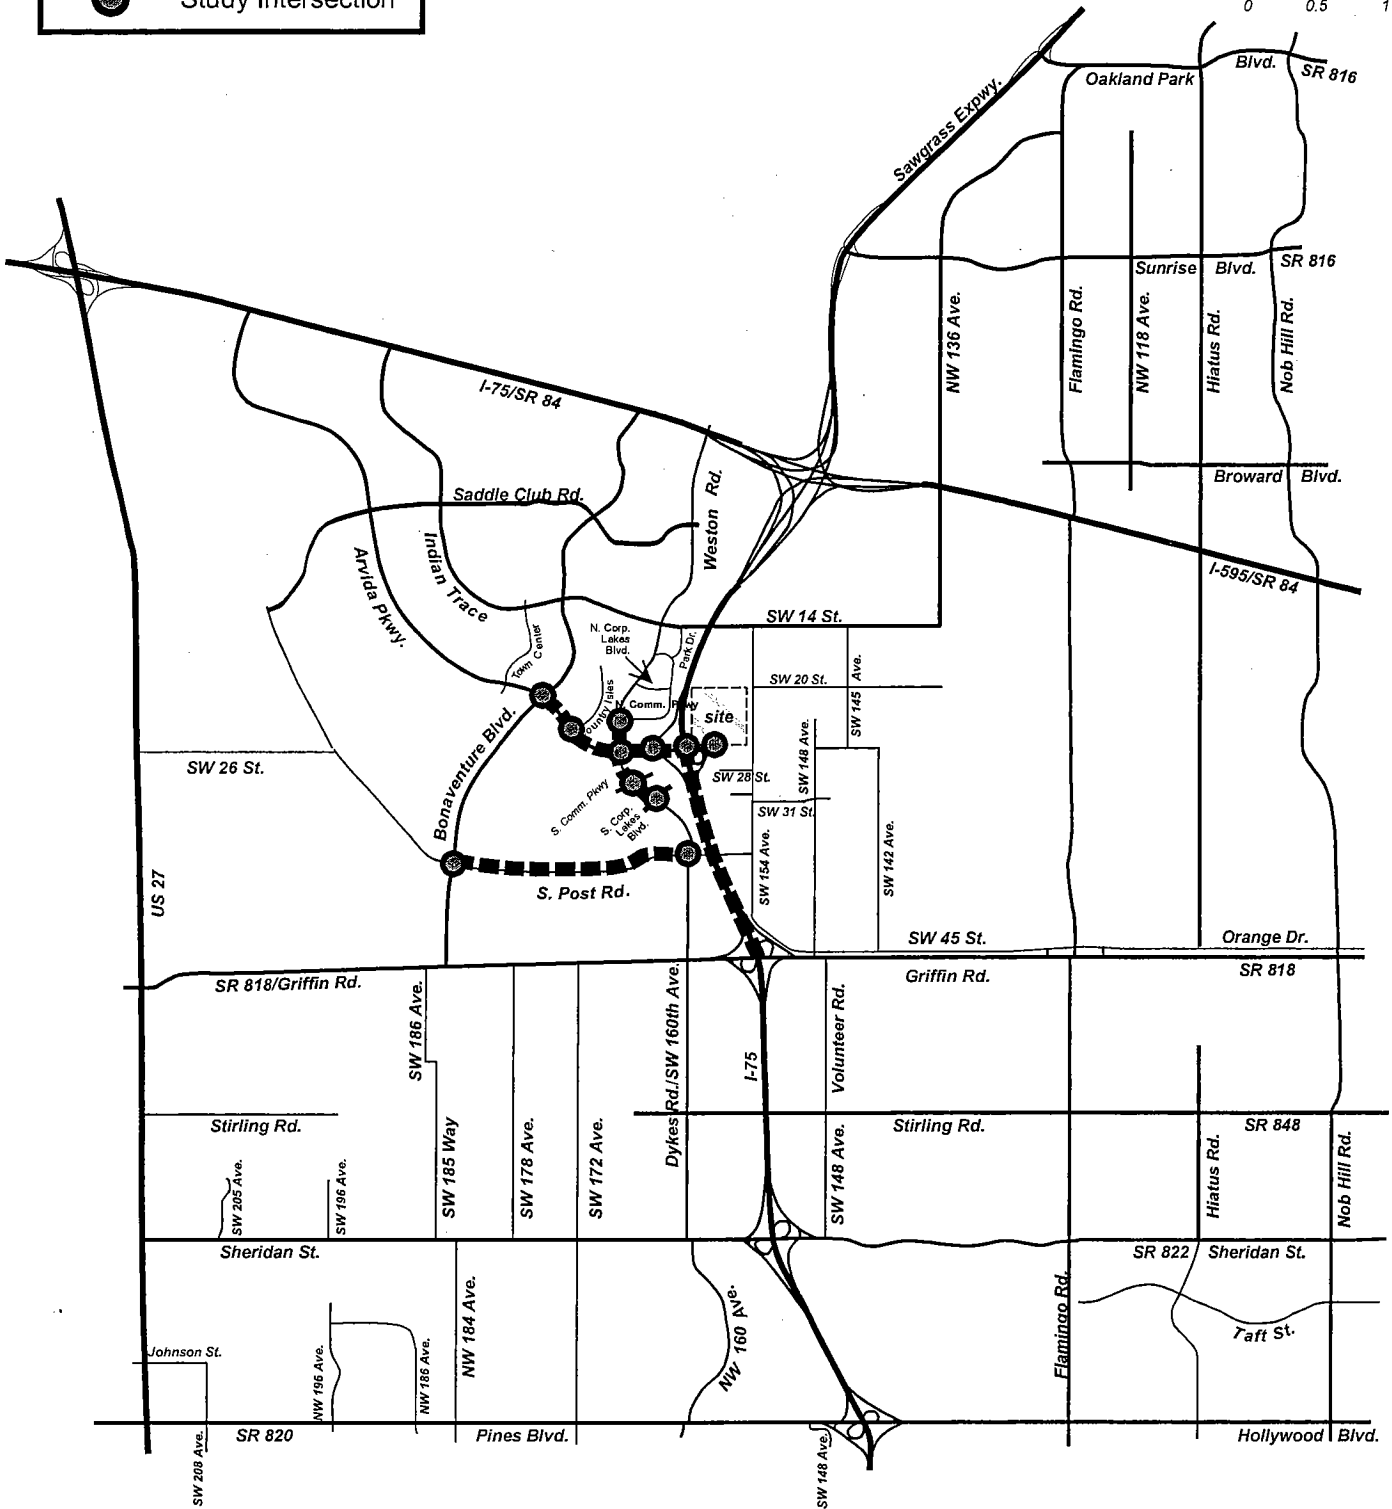 Study Intersection
0 0.5 1
Blvd.
SR 816
Oakland Park
Sawgrass Expwy.
Sunrise Blvd.
SR 816
NW 136 Ave.
Flamingo Rd.
NW 118 Ave.
Hiatus Rd.
Nob Hill Rd.
I-75/SR 84
Broward Blvd.
Saddle Club Rd.
Weston Rd.
Indian Trace
Arvida Pkwy.
I-595/SR 84
SW 14 St.
Town Center
N. Corp.
Lakes
Blvd.
Park Dr.
SW 20 St.
SW 145 Ave.
N. Comm. Pkwy
site
Bonaventure Blvd.
SW 26 St.
SW 148 Ave.
SW 28 St.
S. Comm. Pkwy
S. Corp.
Lakes
Blvd.
SW 31 St.
SW 154 Ave.
SW 142 Ave.
US 27
S. Post Rd.
SW 45 St.
Orange Dr.
SR 818/Griffin Rd.
Griffin Rd.
SR 818
SW 186 Ave.
Dykes Rd./SW 160th Ave.
I-75
Volunteer Rd.
Stirling Rd.
Stirling Rd.
SR 848
SW 205 Ave.
SW 196 Ave.
SW 185 Way
SW 178 Ave.
SW 172 Ave.
SW 148 Ave.
Hiatus Rd.
Nob Hill Rd.
Sheridan St.
SR 822
Sheridan St.
NW 184 Ave.
NW 160 Ave.
Flamingo Rd.
Taft St.
Johnson St.
NW 196 Ave.
NW 186 Ave.
SR 820
Pines Blvd.
Hollywood Blvd.
SW 208 Ave.
SW 148 Ave.